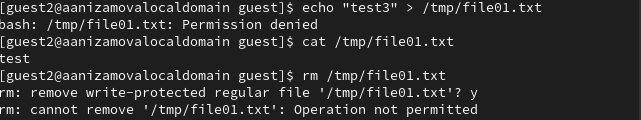 [guest2@aanizamovalocaldomain guest]$ echo "test3" > /tmp/file01.txt
bash: /tmp/file01.txt: Permission denied
[guest2@aanizamovalocaldomain guest]$ cat /tmp/file01.txt
test
[guest2@aanizamovalocaldomain guest]$ rm /tmp/file01.txt
rm: remove write-protected regular file '/tmp/file01.txt'? y
rm: cannot remove '/tmp/file01.txt': Operation not permitted